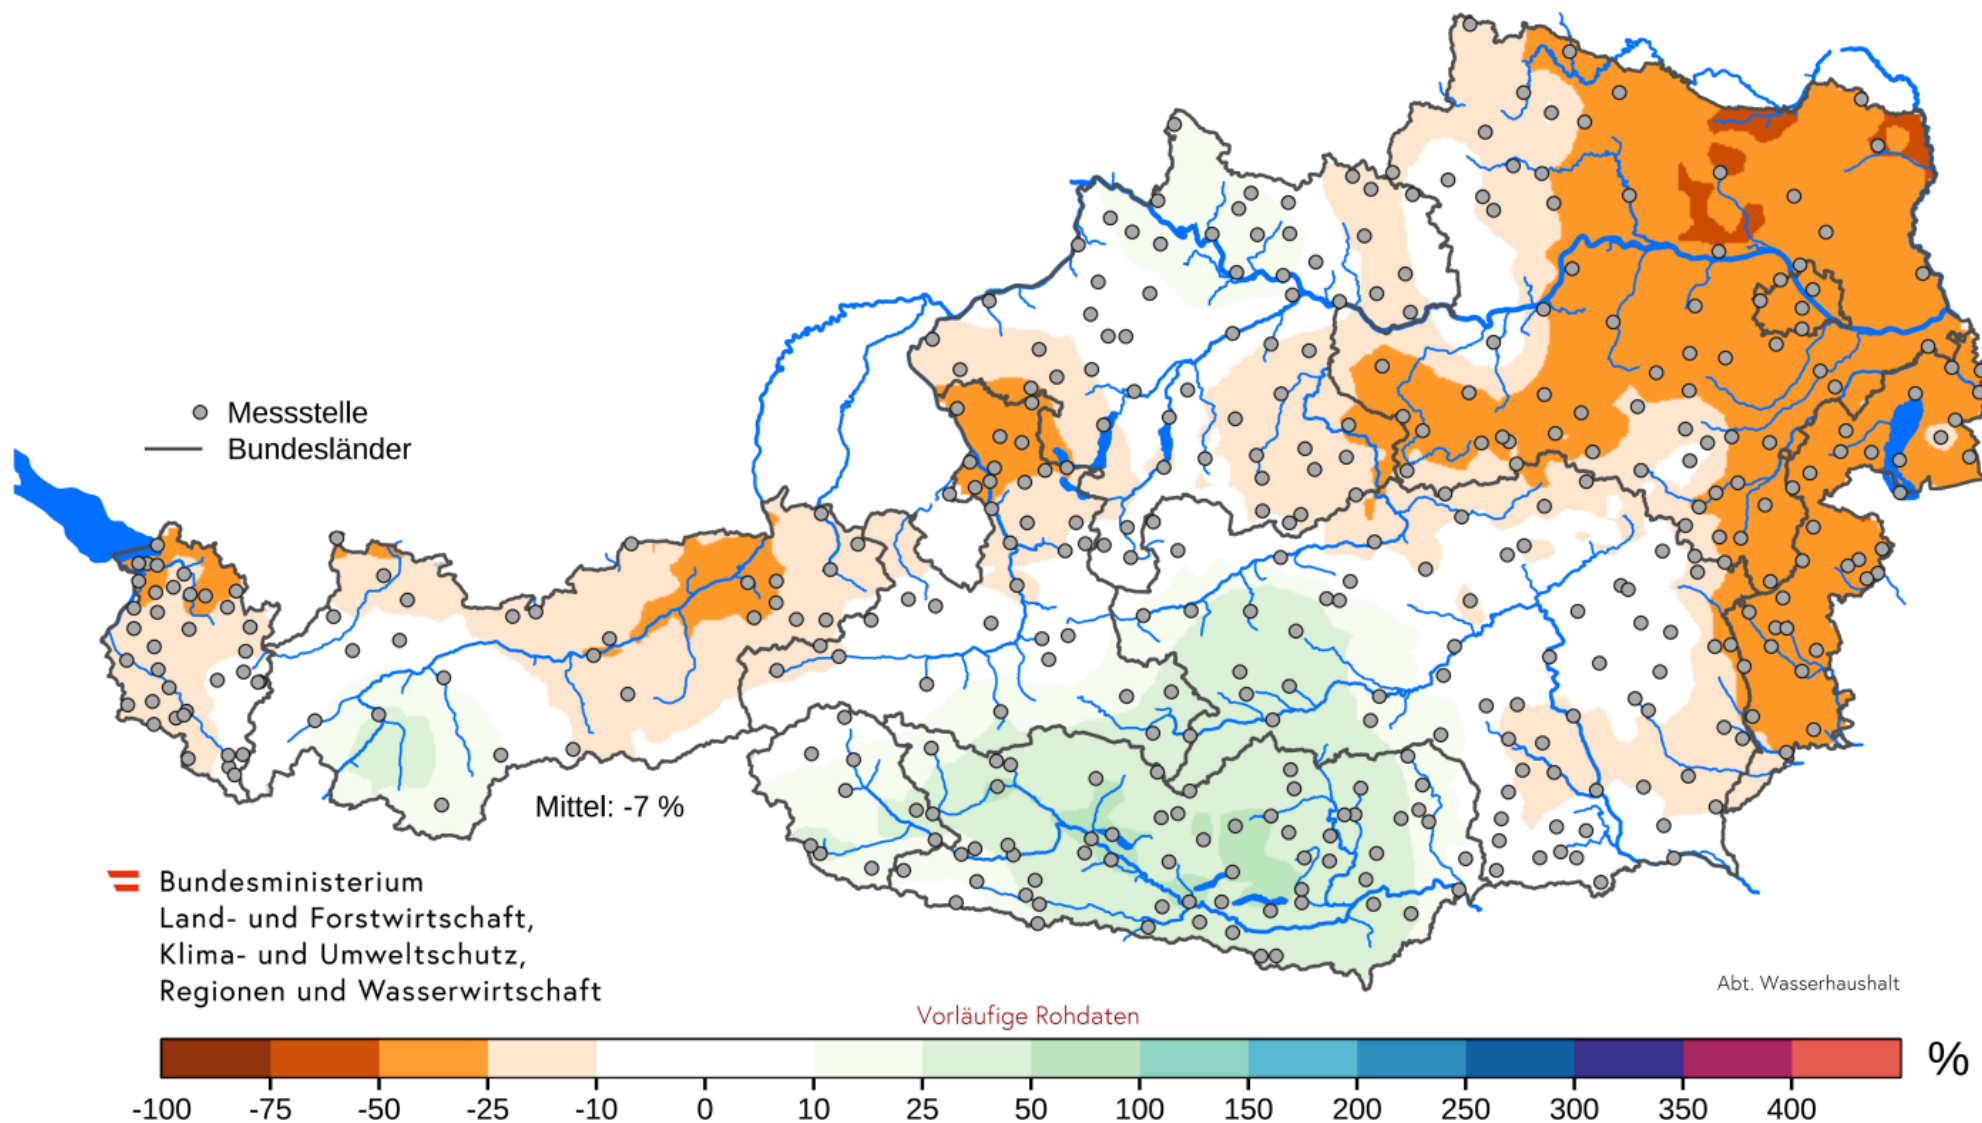 Messstelle
Bundesländer
Mittel: -7 %
Bundesministerium
Land- und Forstwirtschaft,
Klima- und Umweltschutz,
Regionen und Wasserwirtschaft
Abt. Wasserhaushalt
Vorläufige Rohdaten
%
-100 -75 -50 -25 -10 0 10 25 50 100 150 200 250 300 350 400